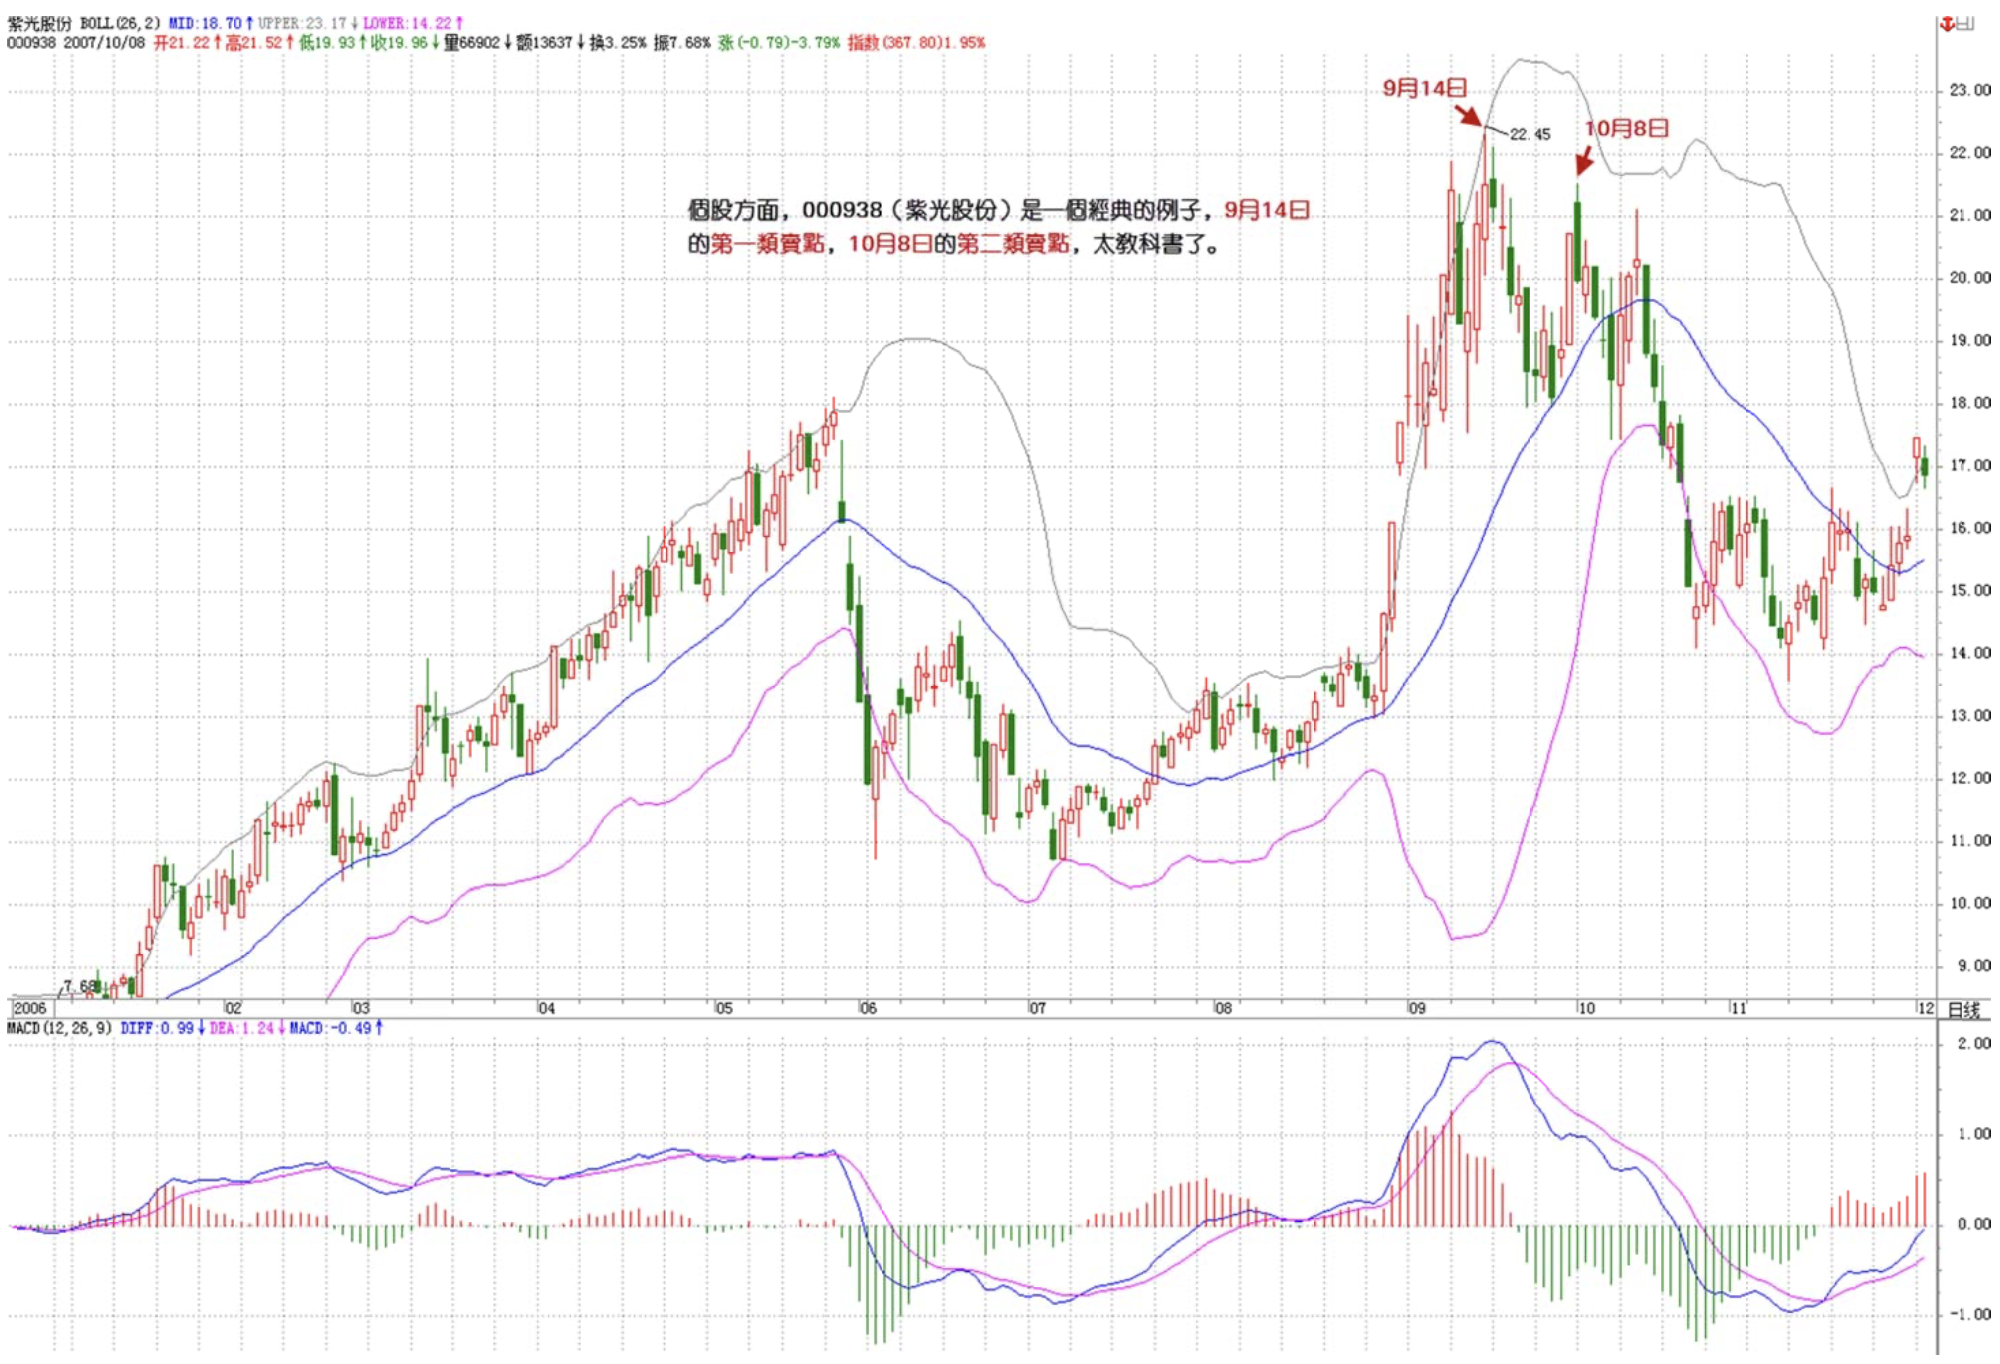 紫光股份 BOLL(26,2) MID:18.70↑UPPER:23.17↓LOWER:14.22↑
000938 2007/10/08 开21.22↑高21.52↑低19.93↑收19.96↓量66902↓额13637↓换3.25% 振7.68% 涨(-0.79)-3.79% 指数(367.80)1.95%
9月14日
23.00
22.45
10月8日
22.00
個股方面，000938（紫光股份）是一個經典的例子，9月14日
21.00
的第一類賣點，10月8日的第二類賣點，太教科書了。
20.00
19.00
18.00
17.00
16.00
15.00
14.00
13.00
12.00
11.00
10.00
9.00
7.68
2006 02 03 04 05 06 07 08 09 10 11 12 日线
MACD(12,26,9) DIFF:0.99↓DEA:1.24↓MACD:-0.49↑
2.00
1.00
0.00
-1.00